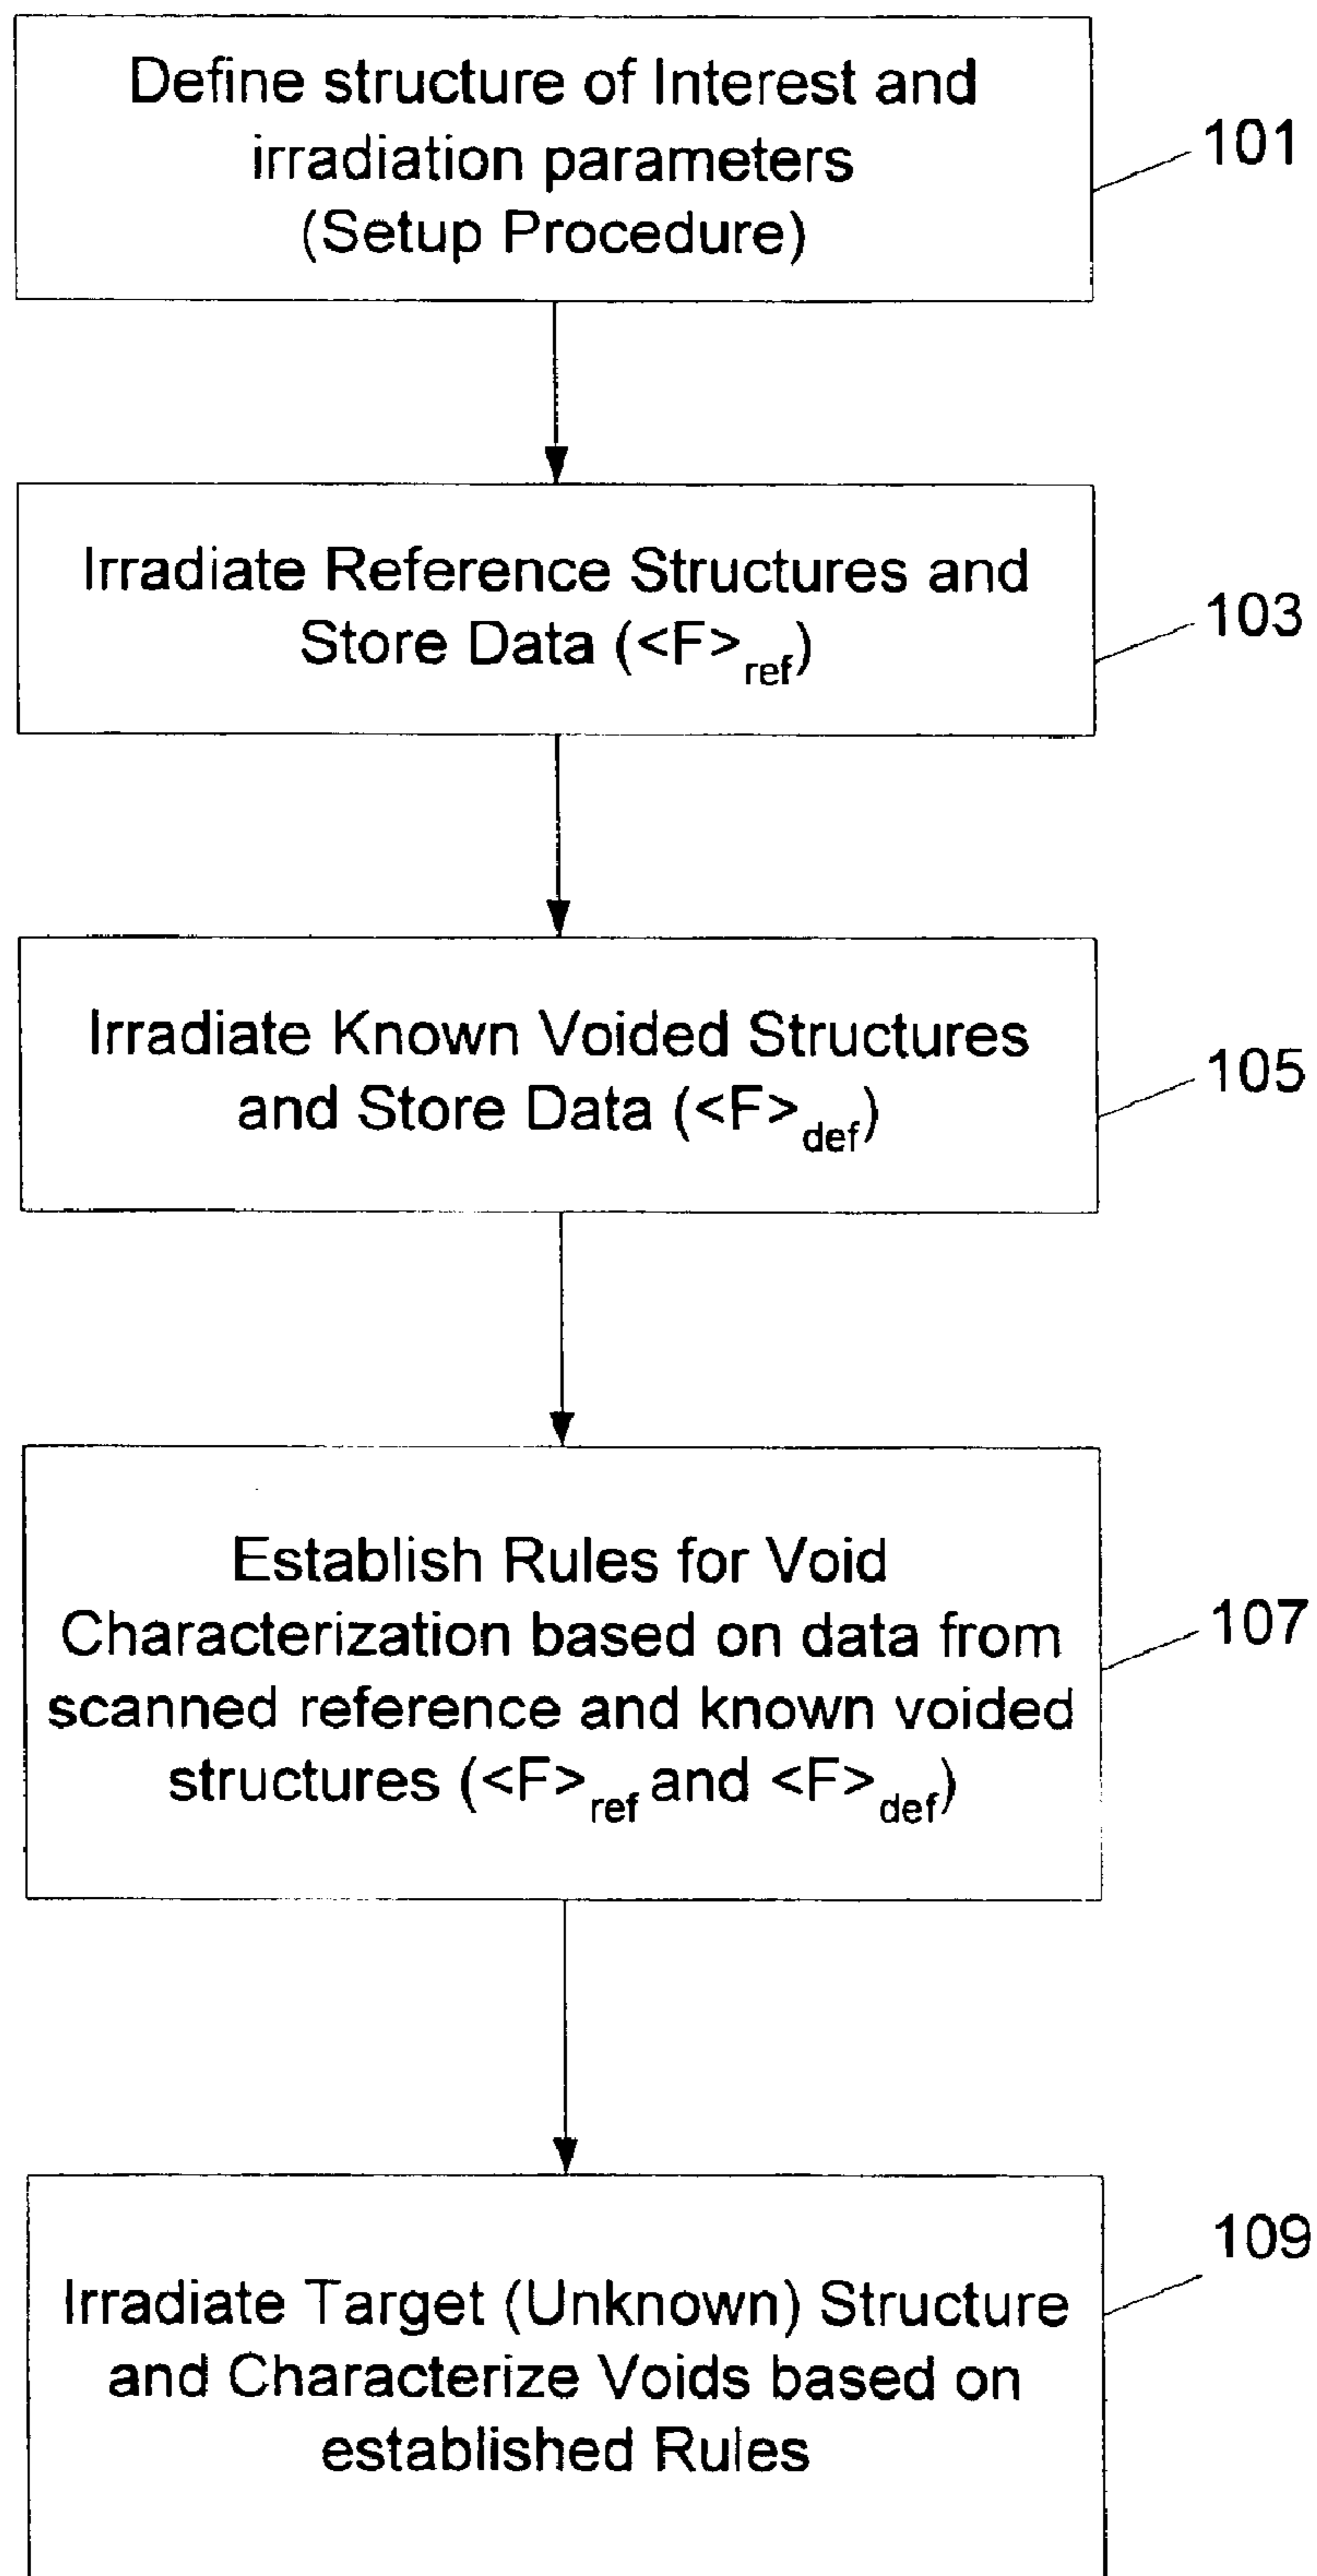 Define structure of Interest and
irradiation parameters
(Setup Procedure)
101
Irradiate Reference Structures and
Store Data (<F>ref)
103
Irradiate Known Voided Structures
and Store Data (<F>def)
105
Establish Rules for Void
Characterization based on data from
scanned reference and known voided
structures (<F>ref and <F>def)
107
Irradiate Target (Unknown) Structure
and Characterize Voids based on
established Rules
109